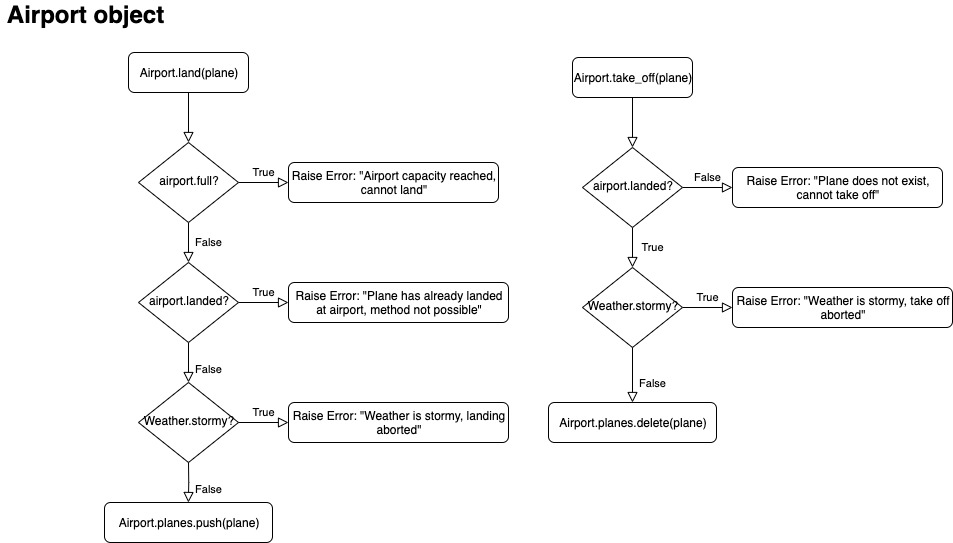 Airport object
Airport.land(plane)
airport.full?
True
Raise Error: "Airport capacity reached,
cannot land"
False
airport.landed?
True
Raise Error: "Plane has already landed
at airport, method not possible"
False
Weather.stormy?
True
Raise Error: "Weather is stormy, landing
aborted"
False
Airport.planes.push(plane)
Airport.take_off(plane)
airport.landed?
False
Raise Error: "Plane does not exist,
cannot take off"
True
Weather.stormy?
True
Raise Error: "Weather is stormy, take off
aborted"
False
Airport.planes.delete(plane)